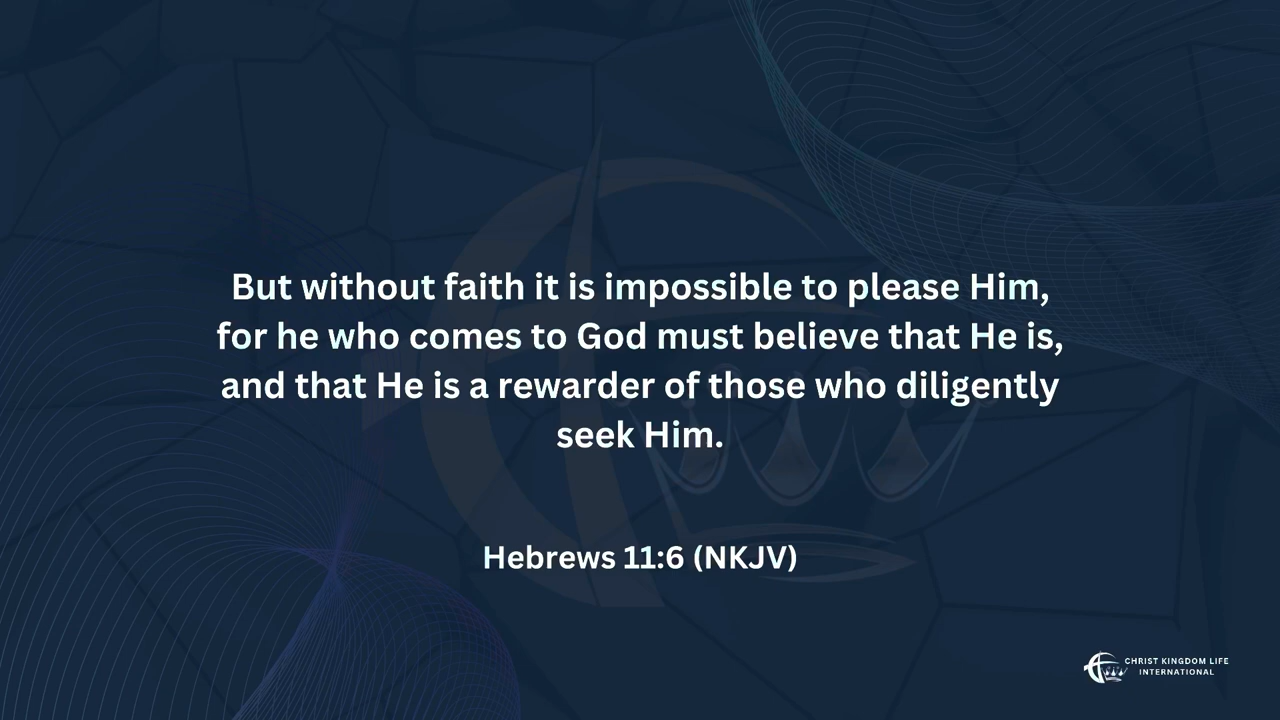 But without faith it is impossible to please Him,
for he who comes to God must believe that He is,
and that He is a rewarder of those who diligently
seek Him.
Hebrews 11:6 (NKJV)
CHRIST KINGDOM LIFE
INTERNATIONAL